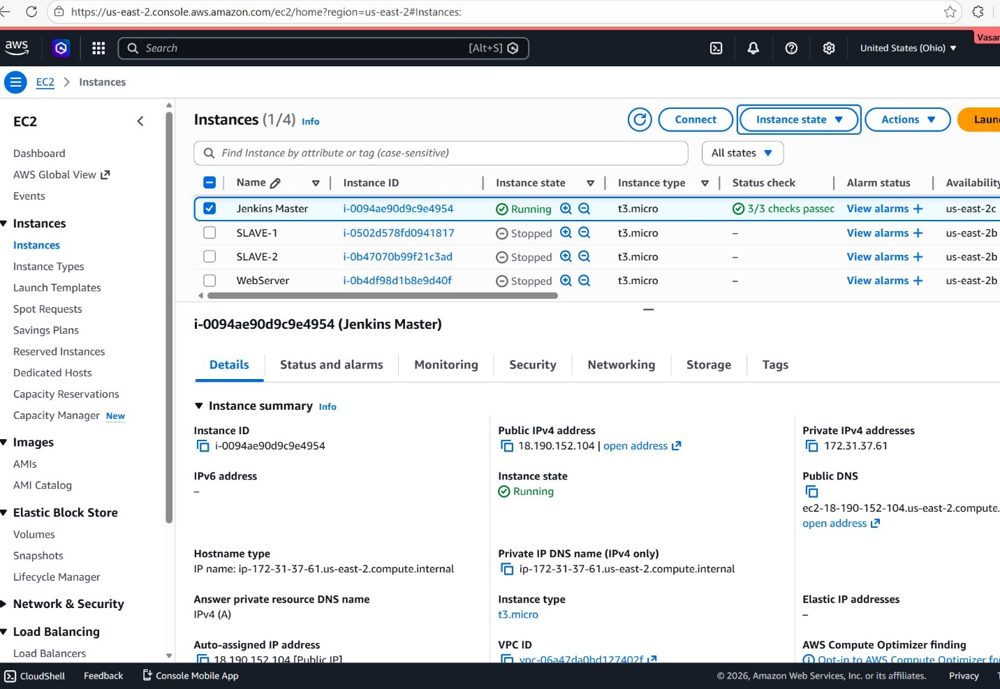 https://us-east-2.console.aws.amazon.com/ec2/home?region=us-east-2#Instances:
aws
Search [Alt+S]
United States (Ohio)
EC2 > Instances
EC2
Dashboard
AWS Global View
Events
Instances
Instances
Instance Types
Launch Templates
Spot Requests
Savings Plans
Reserved Instances
Dedicated Hosts
Capacity Reservations
Capacity Manager New
Images
AMIs
AMI Catalog
Elastic Block Store
Volumes
Snapshots
Lifecycle Manager
Network & Security
Load Balancing
Load Balancers
Instances (1/4) Info
Connect
Instance state
Actions
Find Instance by attribute or tag (case-sensitive)
All states
Name Instance ID Instance state Instance type Status check Alarm status Availability
Jenkins Master i-0094ae90d9c9e4954 Running t3.micro 3/3 checks passec View alarms + us-east-2c
SLAVE-1 i-0502d578fd0941817 Stopped t3.micro – View alarms + us-east-2b
SLAVE-2 i-0b47070b99f21c3ad Stopped t3.micro – View alarms + us-east-2b
WebServer i-0b4df98d1b8e9d40f Stopped t3.micro – View alarms + us-east-2b
i-0094ae90d9c9e4954 (Jenkins Master)
Details
Status and alarms
Monitoring
Security
Networking
Storage
Tags
Instance summary Info
Instance ID
i-0094ae90d9c9e4954
Public IPv4 address
18.190.152.104 | open address
Private IPv4 addresses
172.31.37.61
IPv6 address
–
Instance state
Running
Public DNS
ec2-18-190-152-104.us-east-2.compute.
open address
Hostname type
IP name: ip-172-31-37-61.us-east-2.compute.internal
Private IP DNS name (IPv4 only)
ip-172-31-37-61.us-east-2.compute.internal
Answer private resource DNS name
IPv4 (A)
Instance type
t3.micro
Elastic IP addresses
–
Auto-assigned IP address
18.190.152.104 [Public IP]
VPC ID
vpc-06a47da0bd127402f
AWS Compute Optimizer finding
Opt-in to AWS Compute Optimizer fo
CloudShell
Feedback
Console Mobile App
© 2026, Amazon Web Services, Inc. or its affiliates.
Privacy